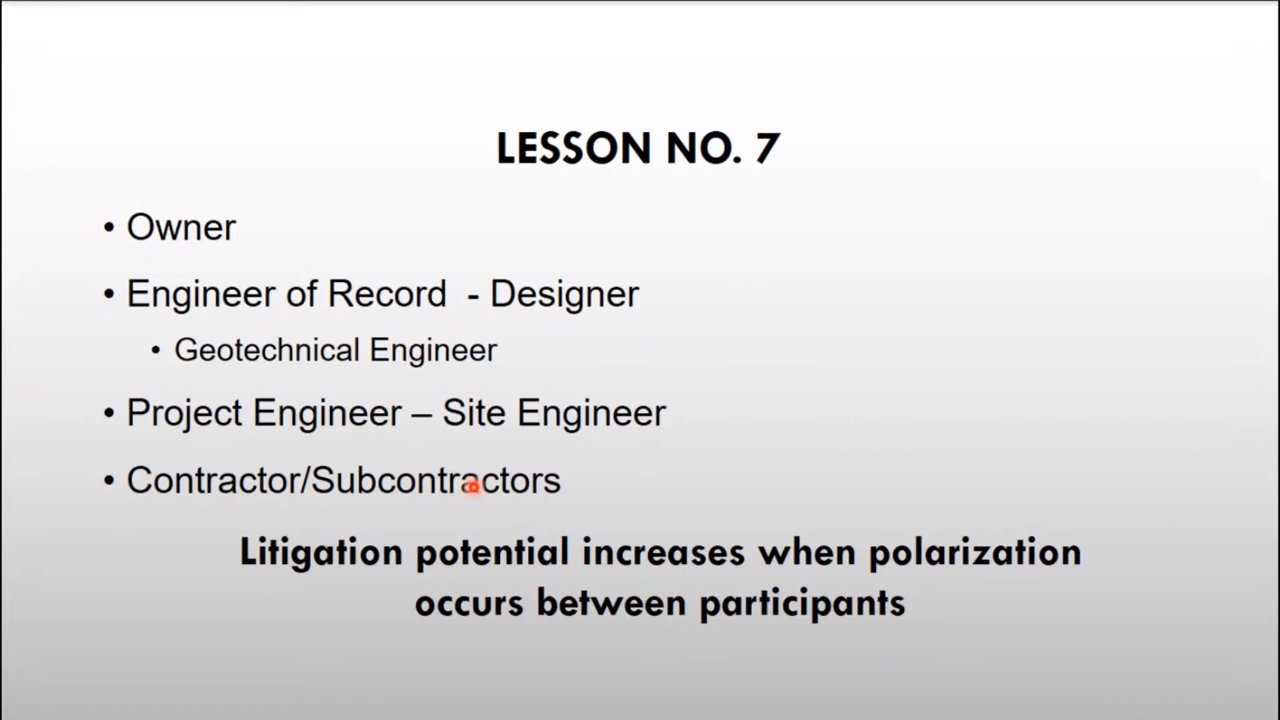 LESSON NO. 7
• Owner
• Engineer of Record - Designer
• Geotechnical Engineer
• Project Engineer – Site Engineer
• Contractor/Subcontractors
Litigation potential increases when polarization
occurs between participants